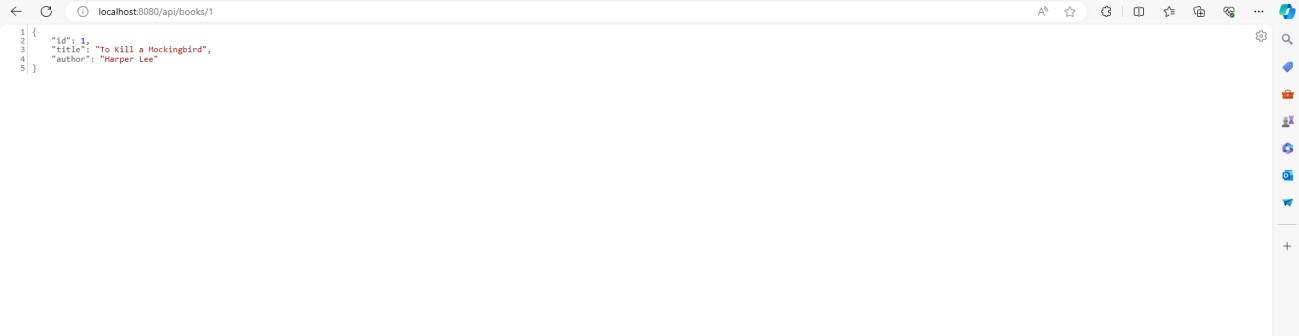 localhost:8080/api/books/1
1 {
2 "id": 1,
3 "title": "To Kill a Mockingbird",
4 "author": "Harper Lee"
5 }